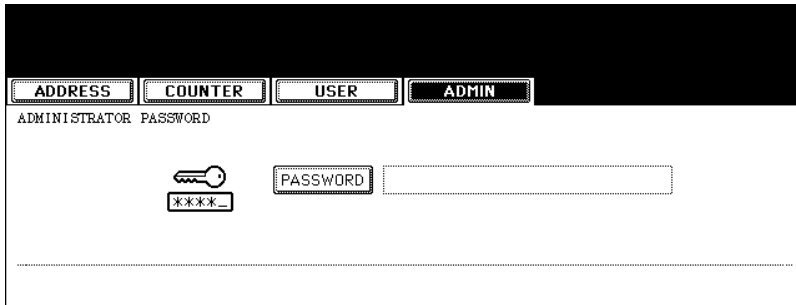 ADDRESS COUNTER USER ADMIN
ADMINISTRATOR PASSWORD
PASSWORD
****_